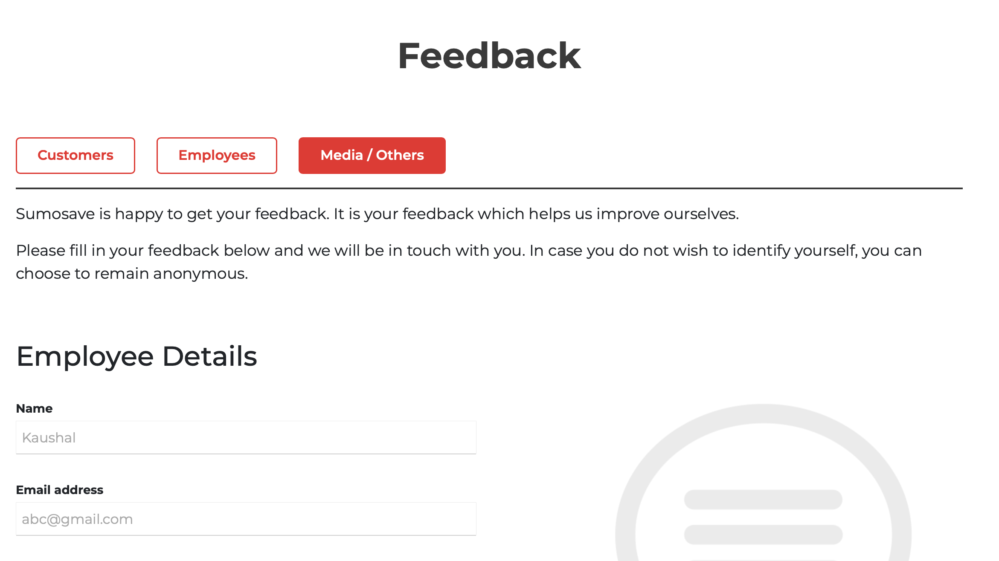 Feedback
Customers
Employees
Media / Others
Sumosave is happy to get your feedback. It is your feedback which helps us improve ourselves.
Please fill in your feedback below and we will be in touch with you. In case you do not wish to identify yourself, you can
choose to remain anonymous.
Employee Details
Name
Kaushal
Email address
abc@gmail.com